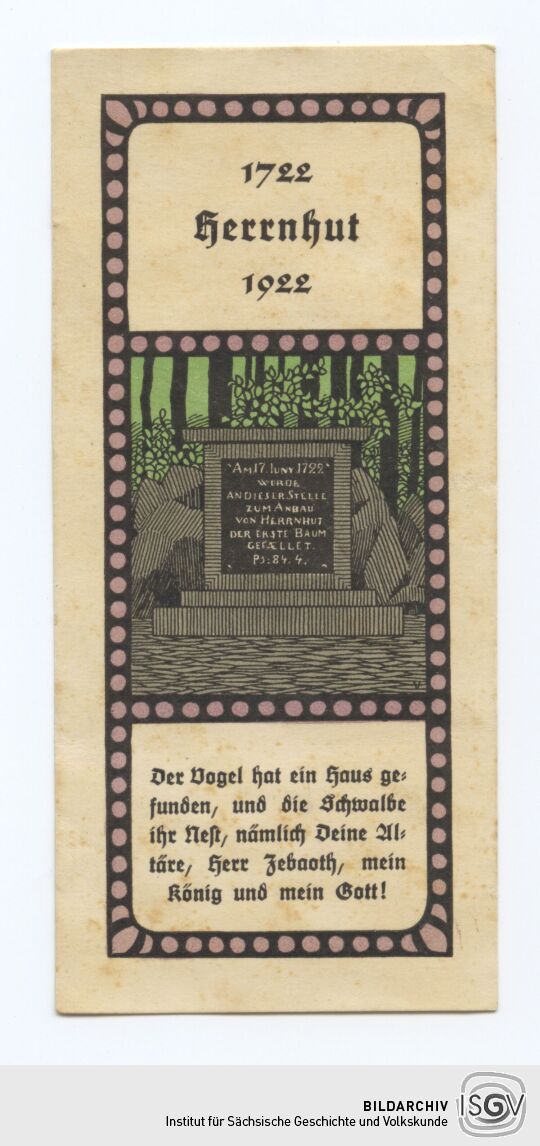 1722
Herrnhut
1922
Am 17. Iuny 1722
wurde
an dieser Stelle
zum Anbau
von Herrnhut
der erste Baum
gefællet.
Ps: 84. 4.
Der Vogel hat ein Haus ge=
funden, und die Schwalbe
ihr Nest, nämlich Deine Al=
täre, Herr Zebaoth, mein
König und mein Gott!
BILDARCHIV
Institut für Sächsische Geschichte und Volkskunde
ISGV